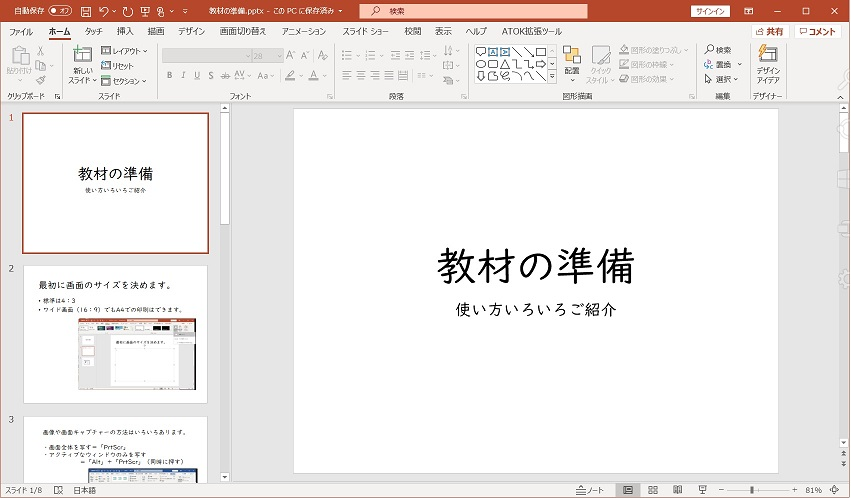 自動保存 オフ 教材の準備.pptx - この PC に保存済み 検索 サインイン
ファイル ホーム タッチ 挿入 描画 デザイン 画面切り替え アニメーション スライド ショー 校閲 表示 ヘルプ ATOK拡張ツール 共有 コメント
貼り付け
クリップボード
新しい
スライド
レイアウト
リセット
セクション
スライド
28
B I U S ab AV Aa A A
フォント
段落
配置
クイック
スタイル
図形の塗りつぶし
図形の枠線
図形の効果
図形描画
検索
置換
選択
編集
デザイン
アイデア
デザイナー
1
教材の準備
使い方いろいろご紹介
2
最初に画面のサイズを決めます。
• 標準は4：3
• ワイド画面（16：9）でもA4での印刷はできます。
3
画像や画面キャプチャーの方法はいろいろあります。
・画面全体を写す＝「PrtScr」
・アクティブなウィンドウのみを写す
＝「Alt」＋「PrtScr」（同時に押す）
教材の準備
使い方いろいろご紹介
スライド 1/8 日本語 ノート 81%